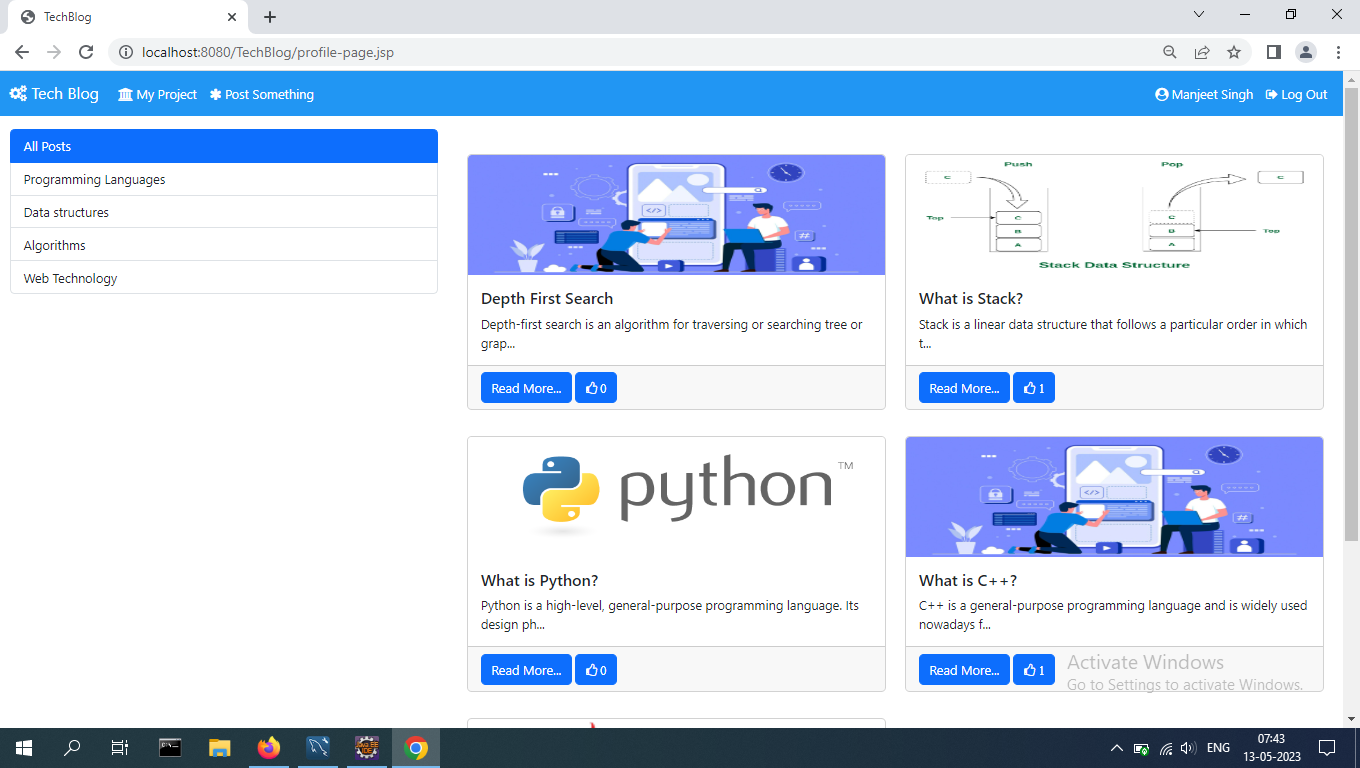 TechBlog
localhost:8080/TechBlog/profile-page.jsp
Tech Blog My Project Post Something Manjeet Singh Log Out
All Posts
Programming Languages
Data structures
Algorithms
Web Technology
Depth First Search
Depth-first search is an algorithm for traversing or searching tree or
grap...
Read More... 0
Push Pop
C C
Top C C
B B Top
A A
Stack Data Structure
What is Stack?
Stack is a linear data structure that follows a particular order in which
t...
Read More... 1
python TM
What is Python?
Python is a high-level, general-purpose programming language. Its
design ph...
Read More... 0
What is C++?
C++ is a general-purpose programming language and is widely used
nowadays f...
Read More... 1
Activate Windows
Go to Settings to activate Windows.
ENG
07:43
13-05-2023